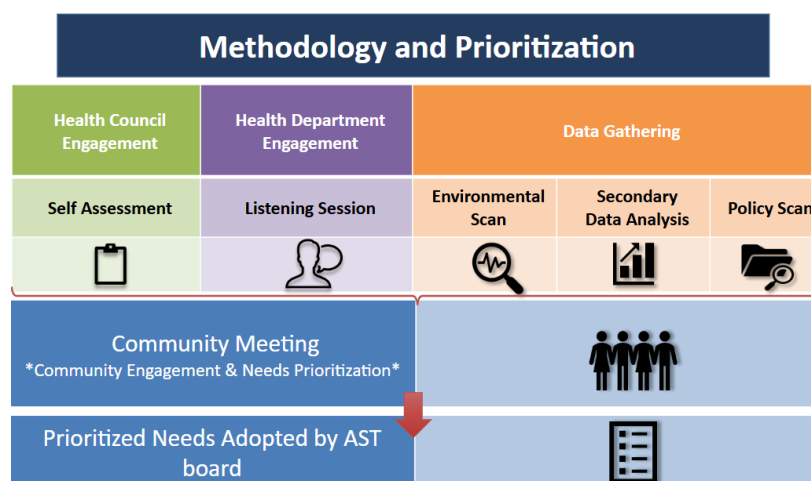 Methodology and Prioritization
Health Council
Engagement
Health Department
Engagement
Data Gathering
Self Assessment
Listening Session
Environmental
Scan
Secondary
Data Analysis
Policy Scan
Community Meeting
*Community Engagement & Needs Prioritization*
Prioritized Needs Adopted by AST
board